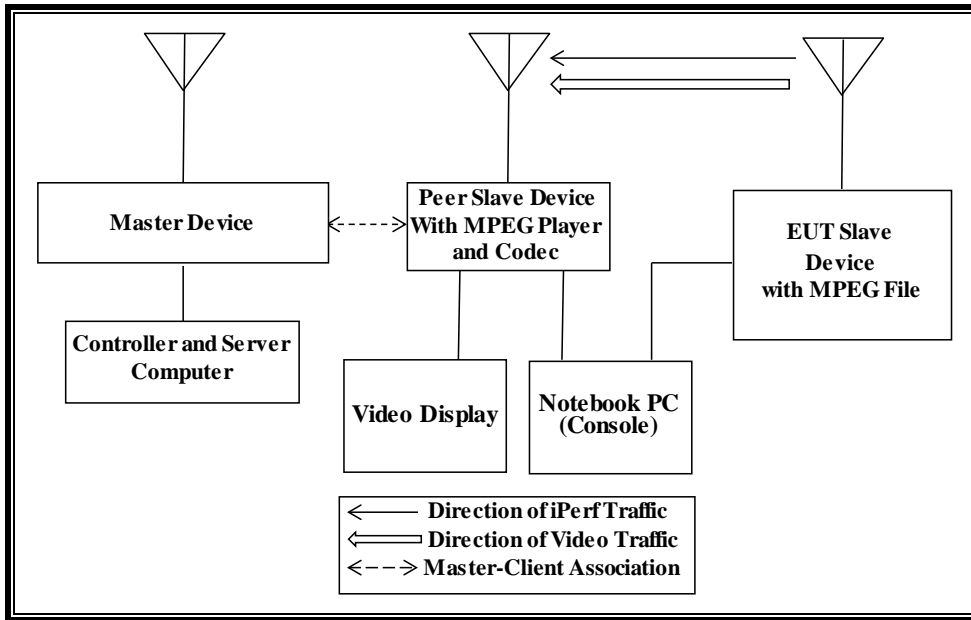 Master Device
Peer Slave Device
With MPEG Player
and Codec
EUT Slave
Device
with MPEG File
Controller and Server
Computer
Video Display
Notebook PC
(Console)
Direction of iPerf Traffic
Direction of Video Traffic
Master-Client Association